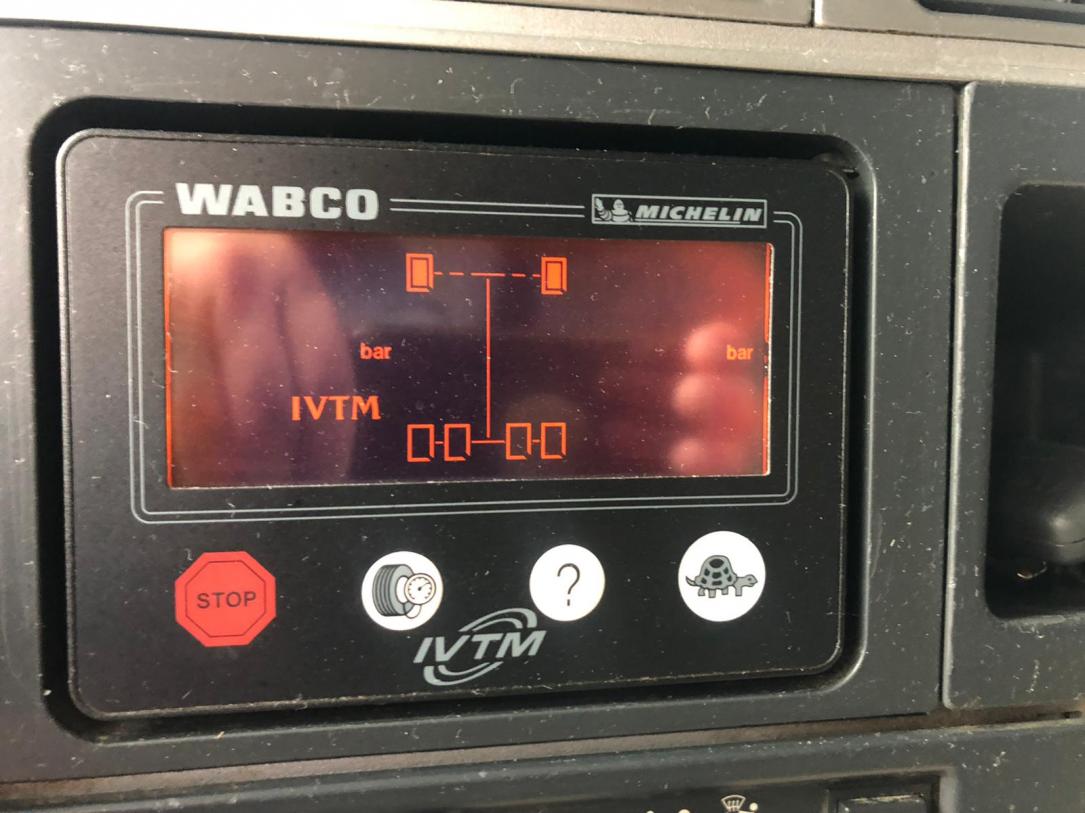 WABCO
MICHELIN
bar
bar
IVTM
STOP
?
IVTM